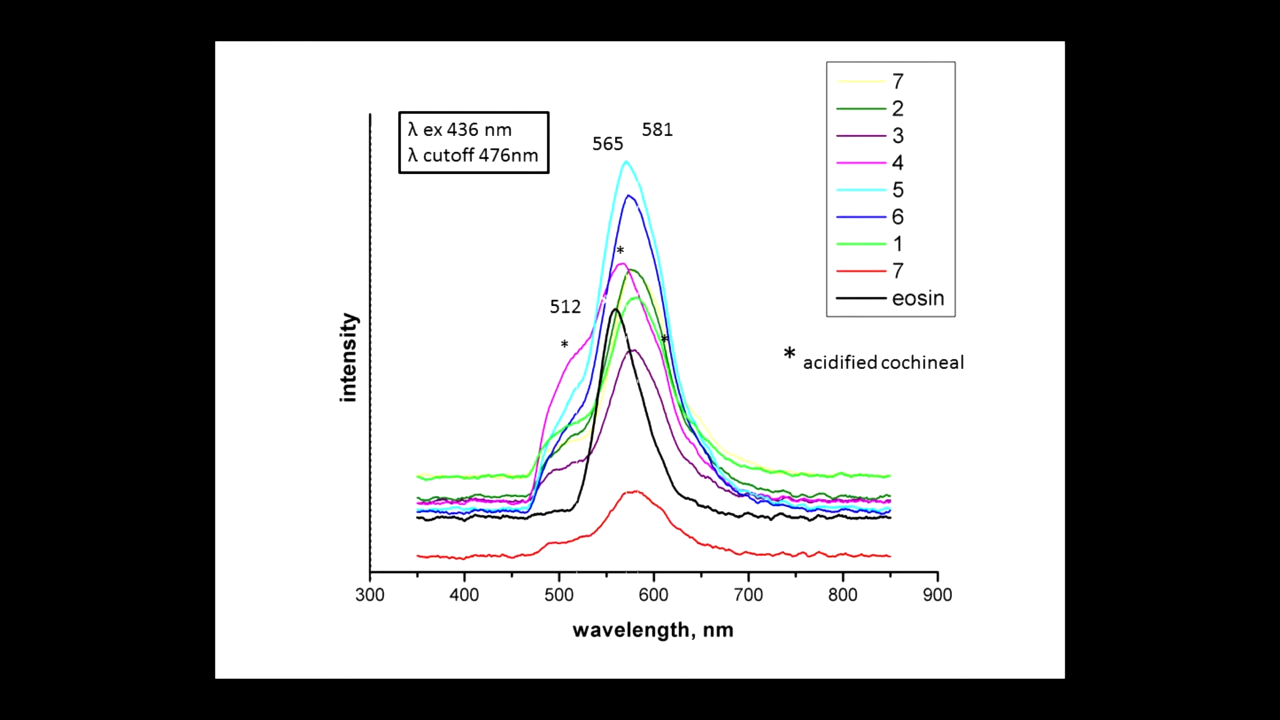 λ ex 436 nm
λ cutoff 476nm
565
581
512
*
*
*
7
2
3
4
5
6
1
7
eosin
* acidified cochineal
intensity
300 400 500 600 700 800 900
wavelength, nm